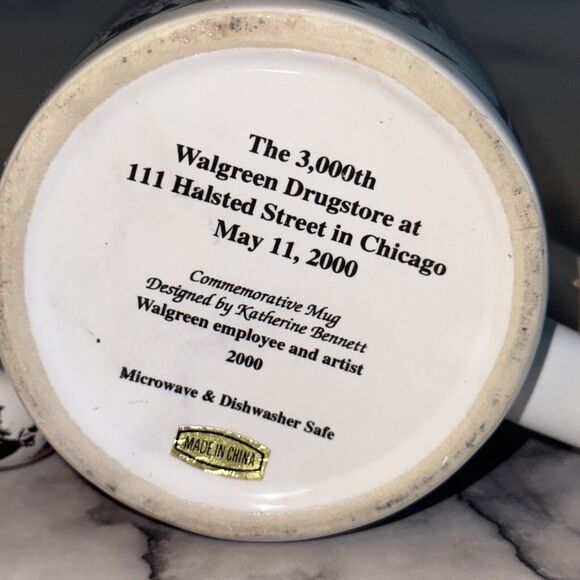 The 3,000th
Walgreen Drugstore at
111 Halsted Street in Chicago
May 11, 2000
Commemorative Mug
Designed by Katherine Bennett
Walgreen employee and artist
2000
Microwave & Dishwasher Safe
MADE IN CHINA